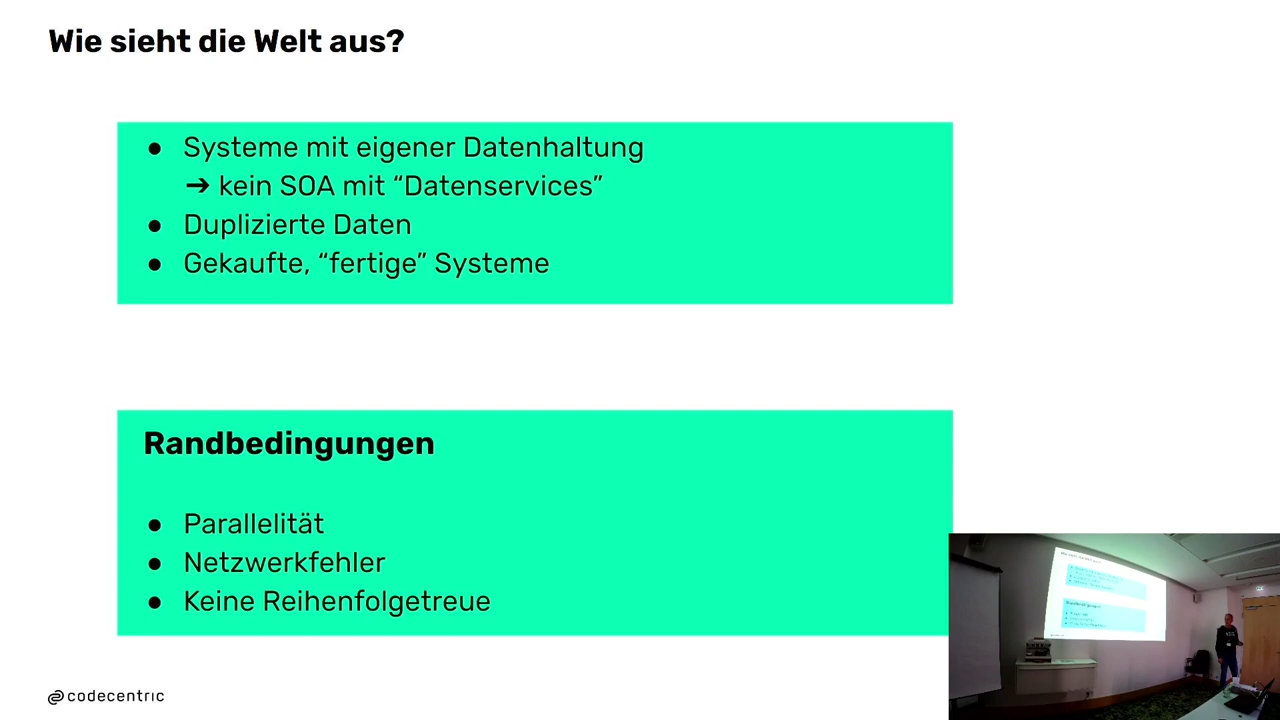 Wie sieht die Welt aus?
● Systeme mit eigener Datenhaltung
➔ kein SOA mit “Datenservices”
● Duplizierte Daten
● Gekaufte, “fertige” Systeme
Randbedingungen
● Parallelität
● Netzwerkfehler
● Keine Reihenfolgetreue
codecentric